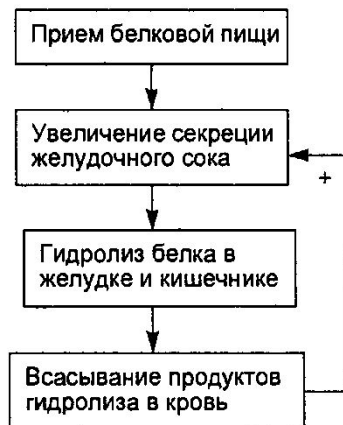 Прием белковой пищи
Увеличение секреции
желудочного сока
+
Гидролиз белка в
желудке и кишечнике
Всасывание продуктов
гидролиза в кровь